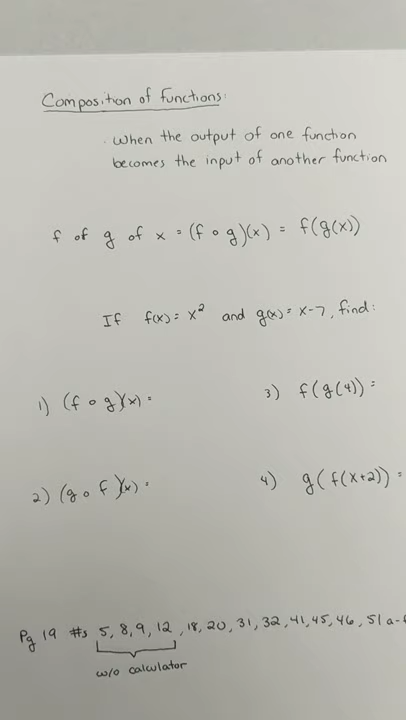 Composition of functions:
· When the output of one function
becomes the input of another function
f of g of x = (f ∘ g)(x) = f(g(x))
If f(x) = x² and g(x) = x-7, find:
1) (f ∘ g)(x) =
3) f(g(4)) =
2) (g ∘ f)(x) =
4) g(f(x+2)) =
Pg 19 #s 5, 8, 9, 12, 18, 20, 31, 32, 41, 45, 46, 51 a-
w/o calculator